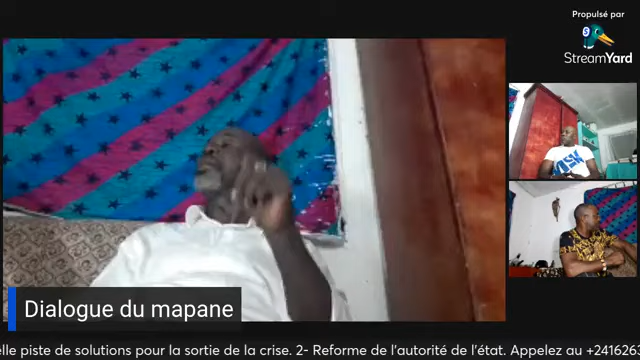 Propulsé par
StreamYard
Dialogue du mapane
elle piste de solutions pour la sortie de la crise. 2- Reforme de l'autorité de l'état. Appelez au +2416261